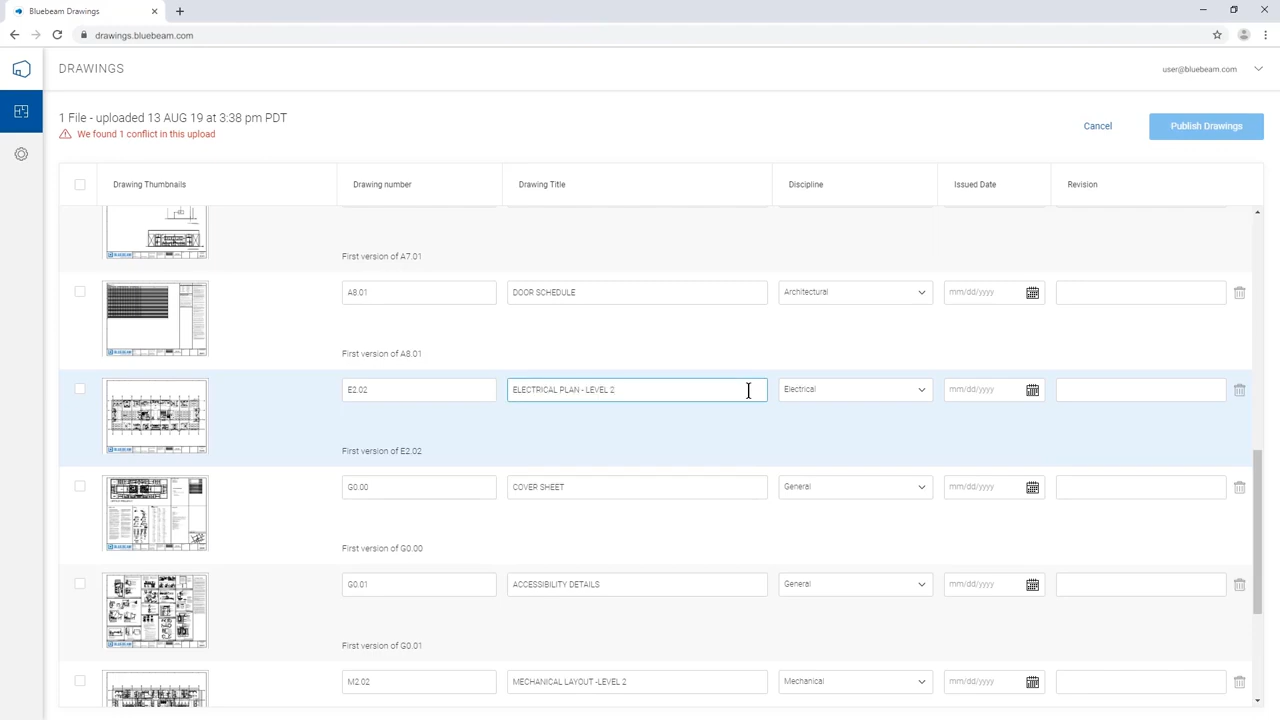 Bluebeam Drawings
drawings.bluebeam.com
DRAWINGS
user@bluebeam.com
1 File - uploaded 13 AUG 19 at 3:38 pm PDT
We found 1 conflict in this upload
Cancel
Publish Drawings
Drawing Thumbnails
Drawing number
Drawing Title
Discipline
Issued Date
Revision
First version of A7.01
A8.01
DOOR SCHEDULE
Architectural
mm/dd/yyyy
First version of A8.01
E2.02
ELECTRICAL PLAN - LEVEL 2
Electrical
mm/dd/yyyy
First version of E2.02
G0.00
COVER SHEET
General
mm/dd/yyyy
First version of G0.00
G0.01
ACCESSIBILITY DETAILS
General
mm/dd/yyyy
First version of G0.01
M2.02
MECHANICAL LAYOUT -LEVEL 2
Mechanical
mm/dd/yyyy